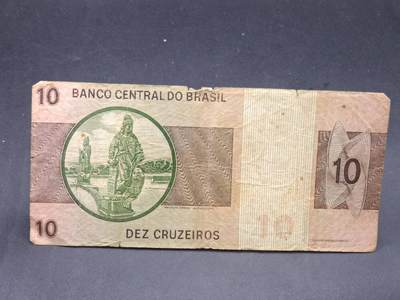 10 BANCO CENTRAL DO BRASIL
10
10 DEZ CRUZEIROS